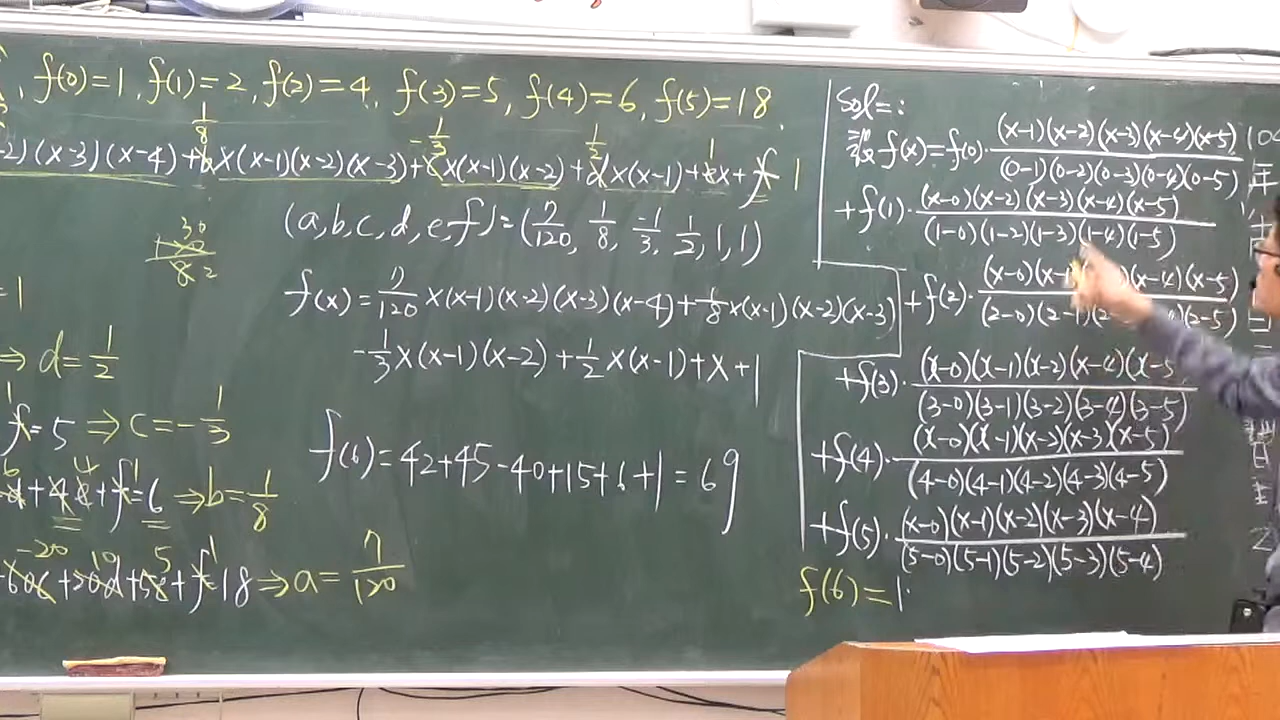 , f(0)=1, f(1)=2, f(2)=4, f(3)=5, f(4)=6, f(5)=18
1/8 -1/3 1/2 1
2)(x-3)(x-4)+bx(x-1)(x-2)(x-3)+cx(x-1)(x-2)+dx(x-1)+ex+f 1
(a,b,c,d,e,f)=(7/120, 1/8, -1/3, 1/2, 1, 1)
30
8 2
=1
f(x)=7/120 x(x-1)(x-2)(x-3)(x-4)+1/8 x(x-1)(x-2)(x-3)
-1/3 x(x-1)(x-2)+1/2 x(x-1)+x+1
⇒ d=1/2
1
f=5 ⇒ c=-1/3
f(6)=42+45-40+15+6+1=69
6 4 1
d+4e+f=6 ⇒ b=1/8
-20 10 5 1
60c+20d+5e+f=18 ⇒ a=7/120
Sol=:
設 f(x)=f(0)·(x-1)(x-2)(x-3)(x-4)(x-5)/(0-1)(0-2)(0-3)(0-4)(0-5)
+f(1)·(x-0)(x-2)(x-3)(x-4)(x-5)/(1-0)(1-2)(1-3)(1-4)(1-5)
+f(2)·(x-0)(x-1 )(x-4)(x-5)/(2-0)(2-1)(2- 2-5)
+f(3)·(x-0)(x-1)(x-2)(x-4)(x-5/(3-0)(3-1)(3-2)(3-4)(3-5)
+f(4)·(x-0)(x-1)(x-3)(x-3)(x-5)/(4-0)(4-1)(4-2)(4-3)(4-5)
+f(5)·(x-0)(x-1)(x-2)(x-3)(x-4)/(5-0)(5-1)(5-2)(5-3)(5-4)
f(6)=1·